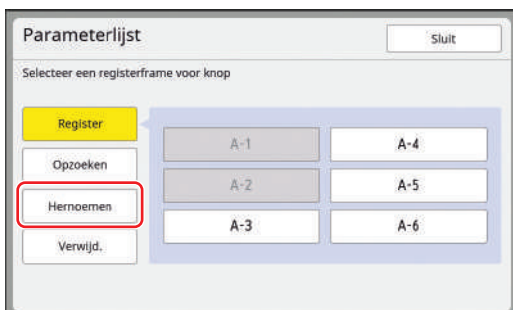 Parameterlijst
Sluit
Selecteer een registerframe voor knop
Register
Opzoeken
Hernoemen
Verwijd.
A-1
A-4
A-2
A-5
A-3
A-6